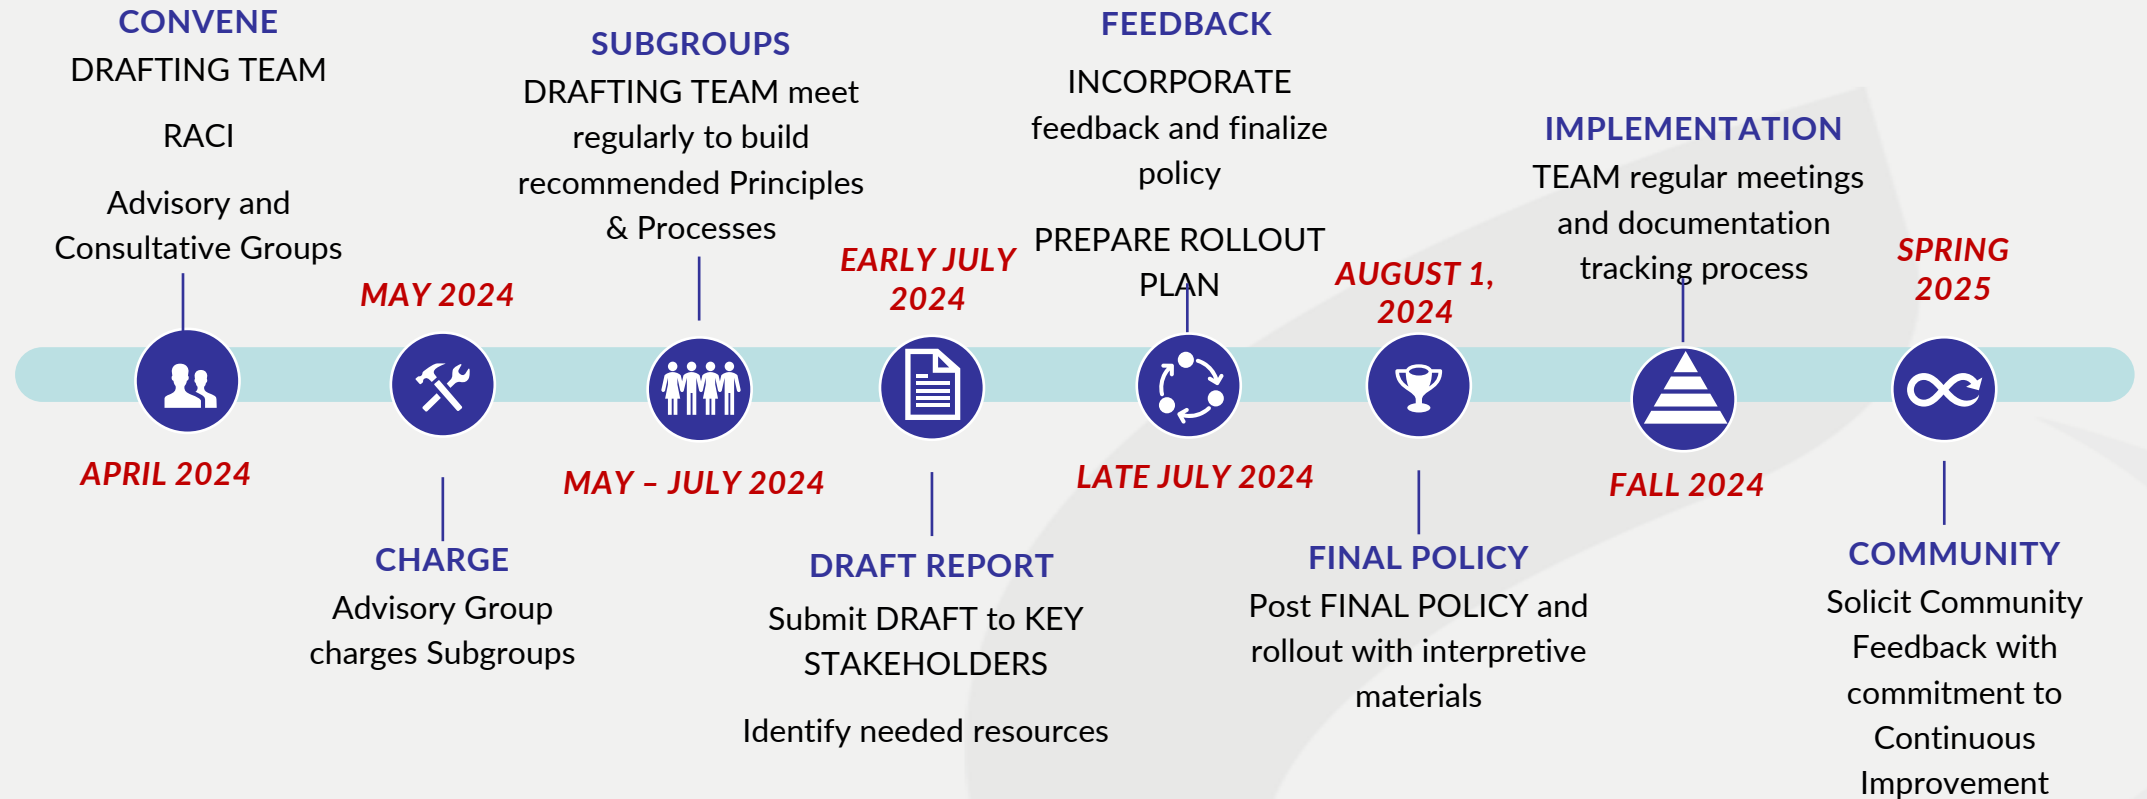 CONVENE
DRAFTING TEAM
RACI
Advisory and
Consultative Groups
APRIL 2024
MAY 2024
CHARGE
Advisory Group
charges Subgroups
SUBGROUPS
DRAFTING TEAM meet
regularly to build
recommended Principles
& Processes
MAY – JULY 2024
EARLY JULY
2024
DRAFT REPORT
Submit DRAFT to KEY
STAKEHOLDERS
Identify needed resources
FEEDBACK
INCORPORATE
feedback and finalize
policy
PREPARE ROLLOUT
PLAN
LATE JULY 2024
AUGUST 1,
2024
FINAL POLICY
Post FINAL POLICY and
rollout with interpretive
materials
IMPLEMENTATION
TEAM regular meetings
and documentation
tracking process
FALL 2024
SPRING
2025
COMMUNITY
Solicit Community
Feedback with
commitment to
Continuous
Improvement